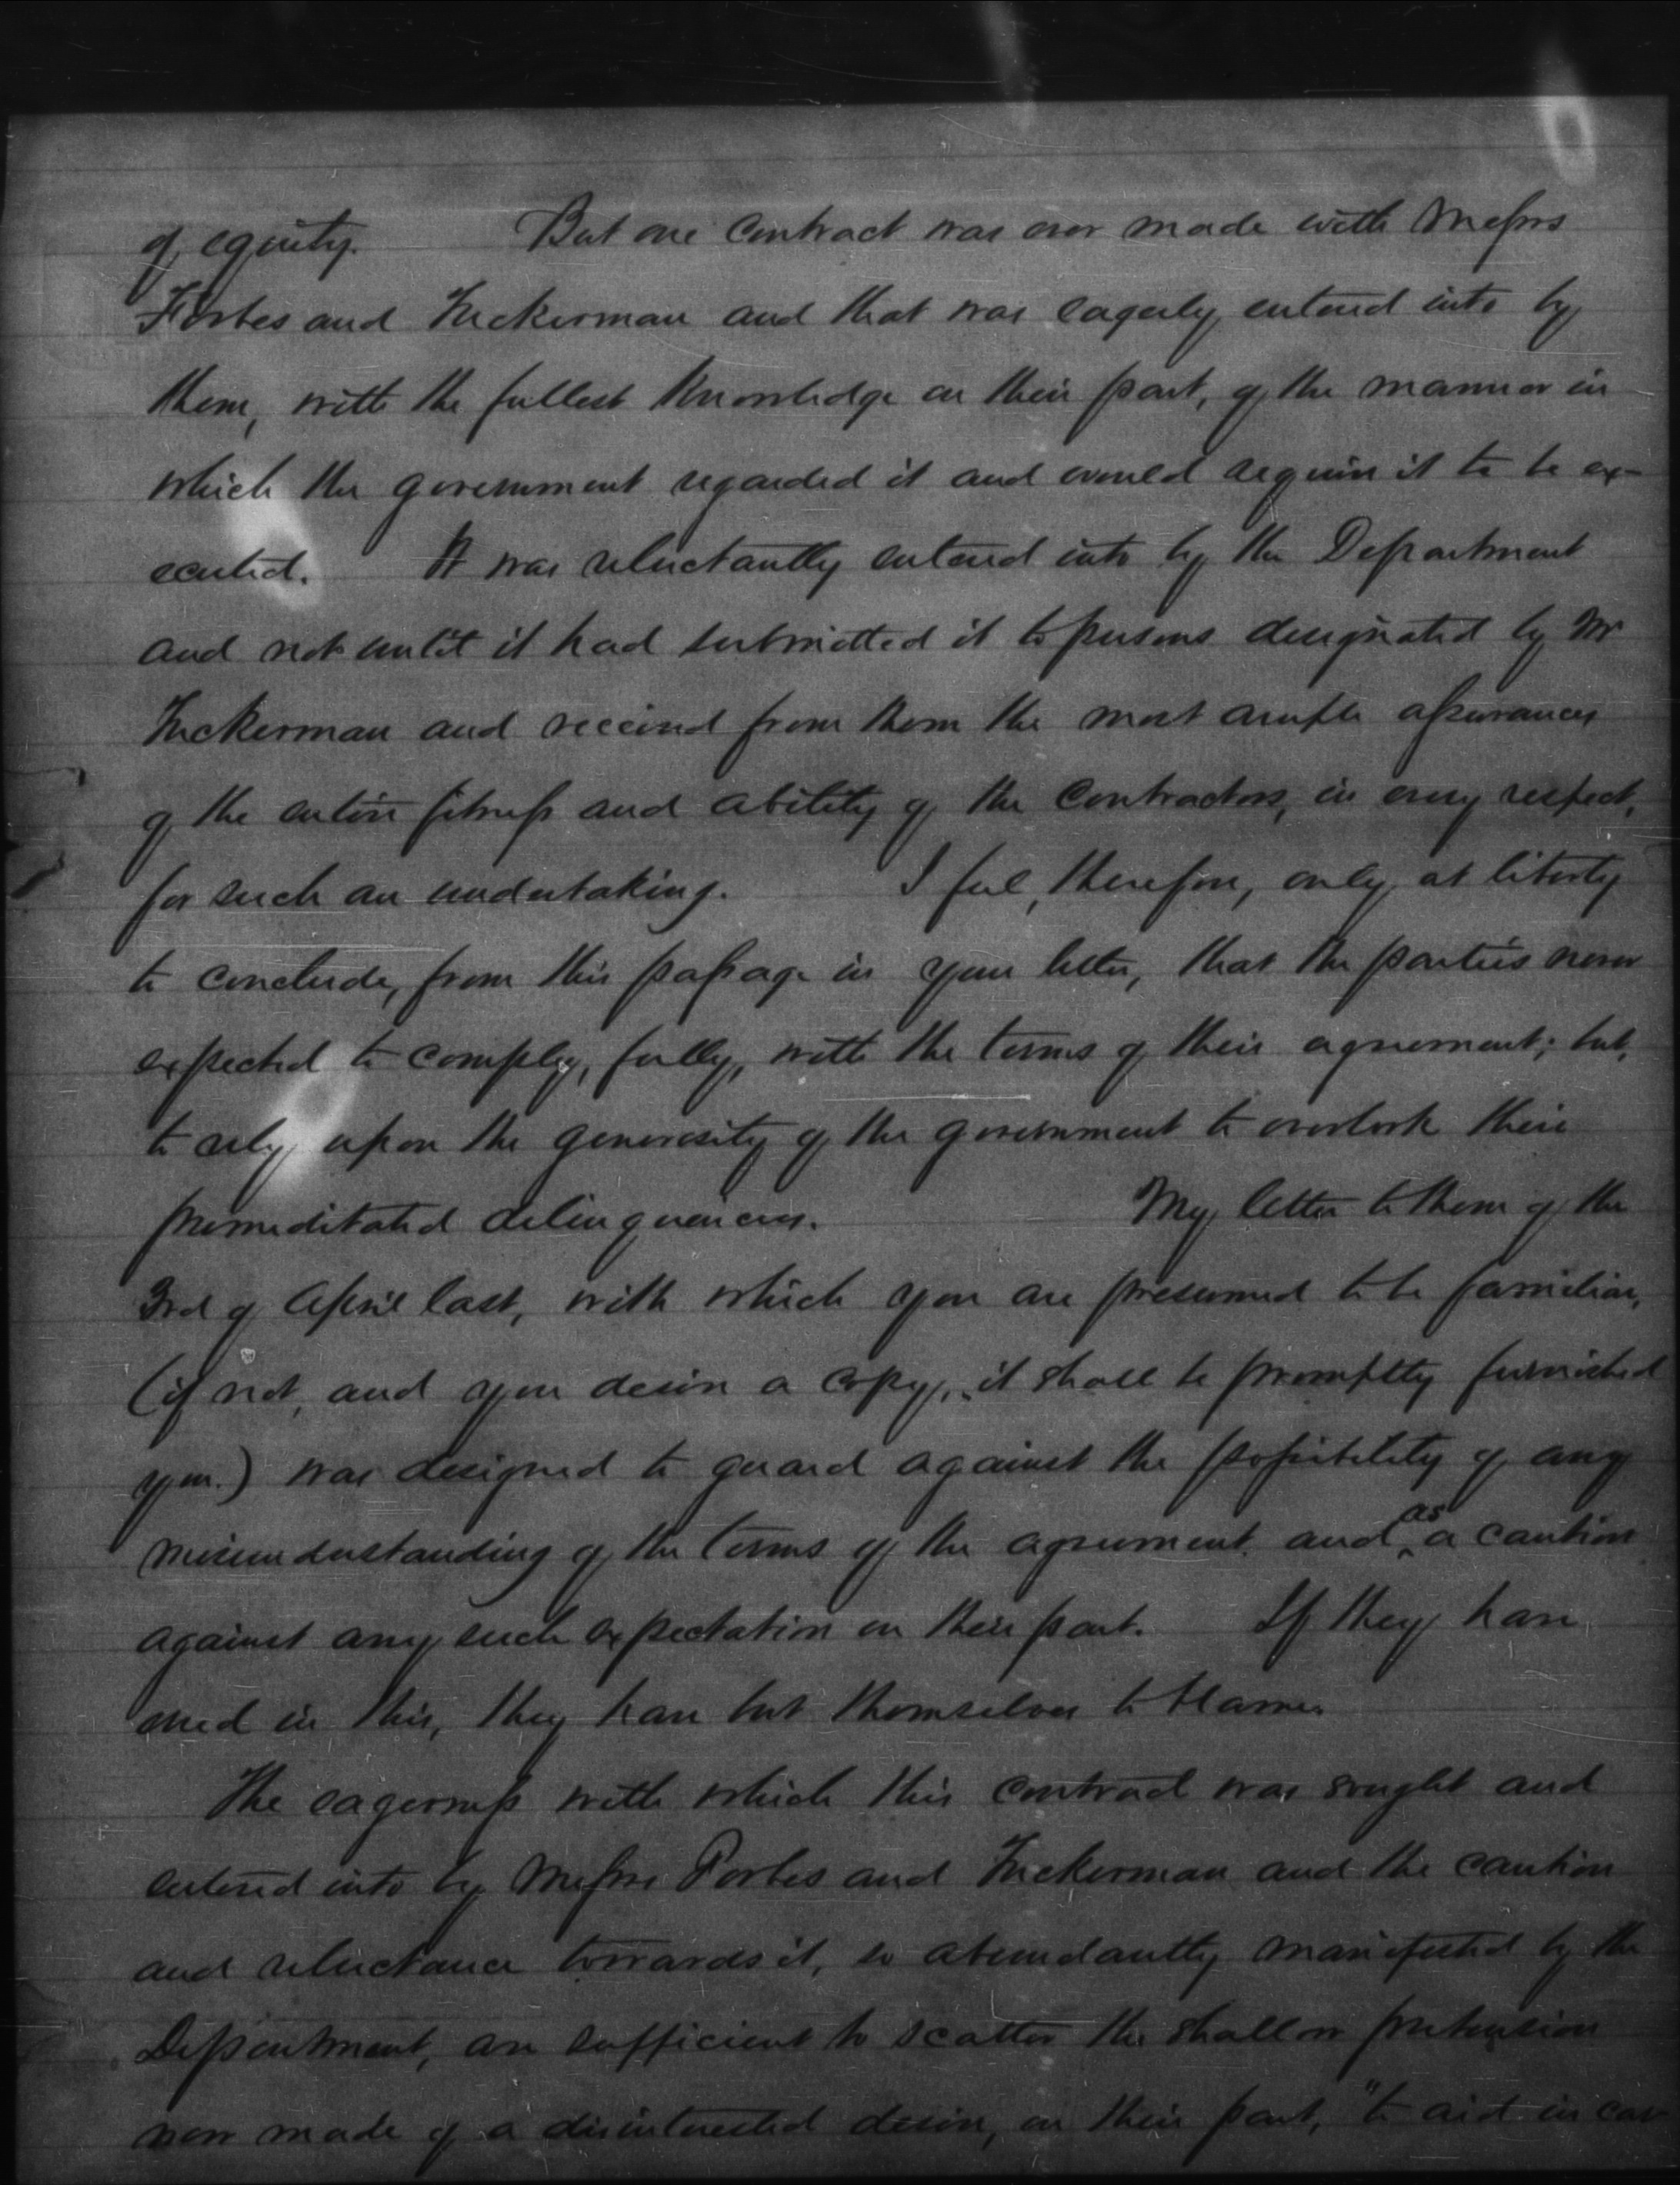 of equity. But one contract was ever made with Messrs
Forbes and Tuckerman and that was eagerly entered into by
them, with the fullest knowledge on their part, of the manner in
which the government regarded it and would require it to be ex-
ecuted. It was reluctantly entered into by the Department
and not until it had submitted it to persons designated by Mr
Tuckerman and received from them the most ample assurances
of the entire fitness and ability of the contractors, in every respect,
for such an undertaking. I feel, therefore, only at liberty
to conclude, from this passage in your letter, that the parties never
expected to comply, fully, with the terms of their agreement; but,
to rely upon the generosity of the government to overlook their
premeditated delinquencies. My letter to them of the
3rd of April last, with which you are presumed to be familiar,
(if not, and you desire a copy, it shall be promptly furnished
you.) was designed to guard against the possibility of any
misunderstanding of the terms of the agreement and as a caution
against any such expectation on their part. If they have
erred in this, they have but themselves to blame.
The eagerness with which this contract was sought and
entered into by Messrs Forbes and Tuckerman and the caution
and reluctance towards it, so abundantly manifested by the
Department, are sufficient to scatter the shallow pretension
now made of a disinterested desire, on their part, "to aid in car